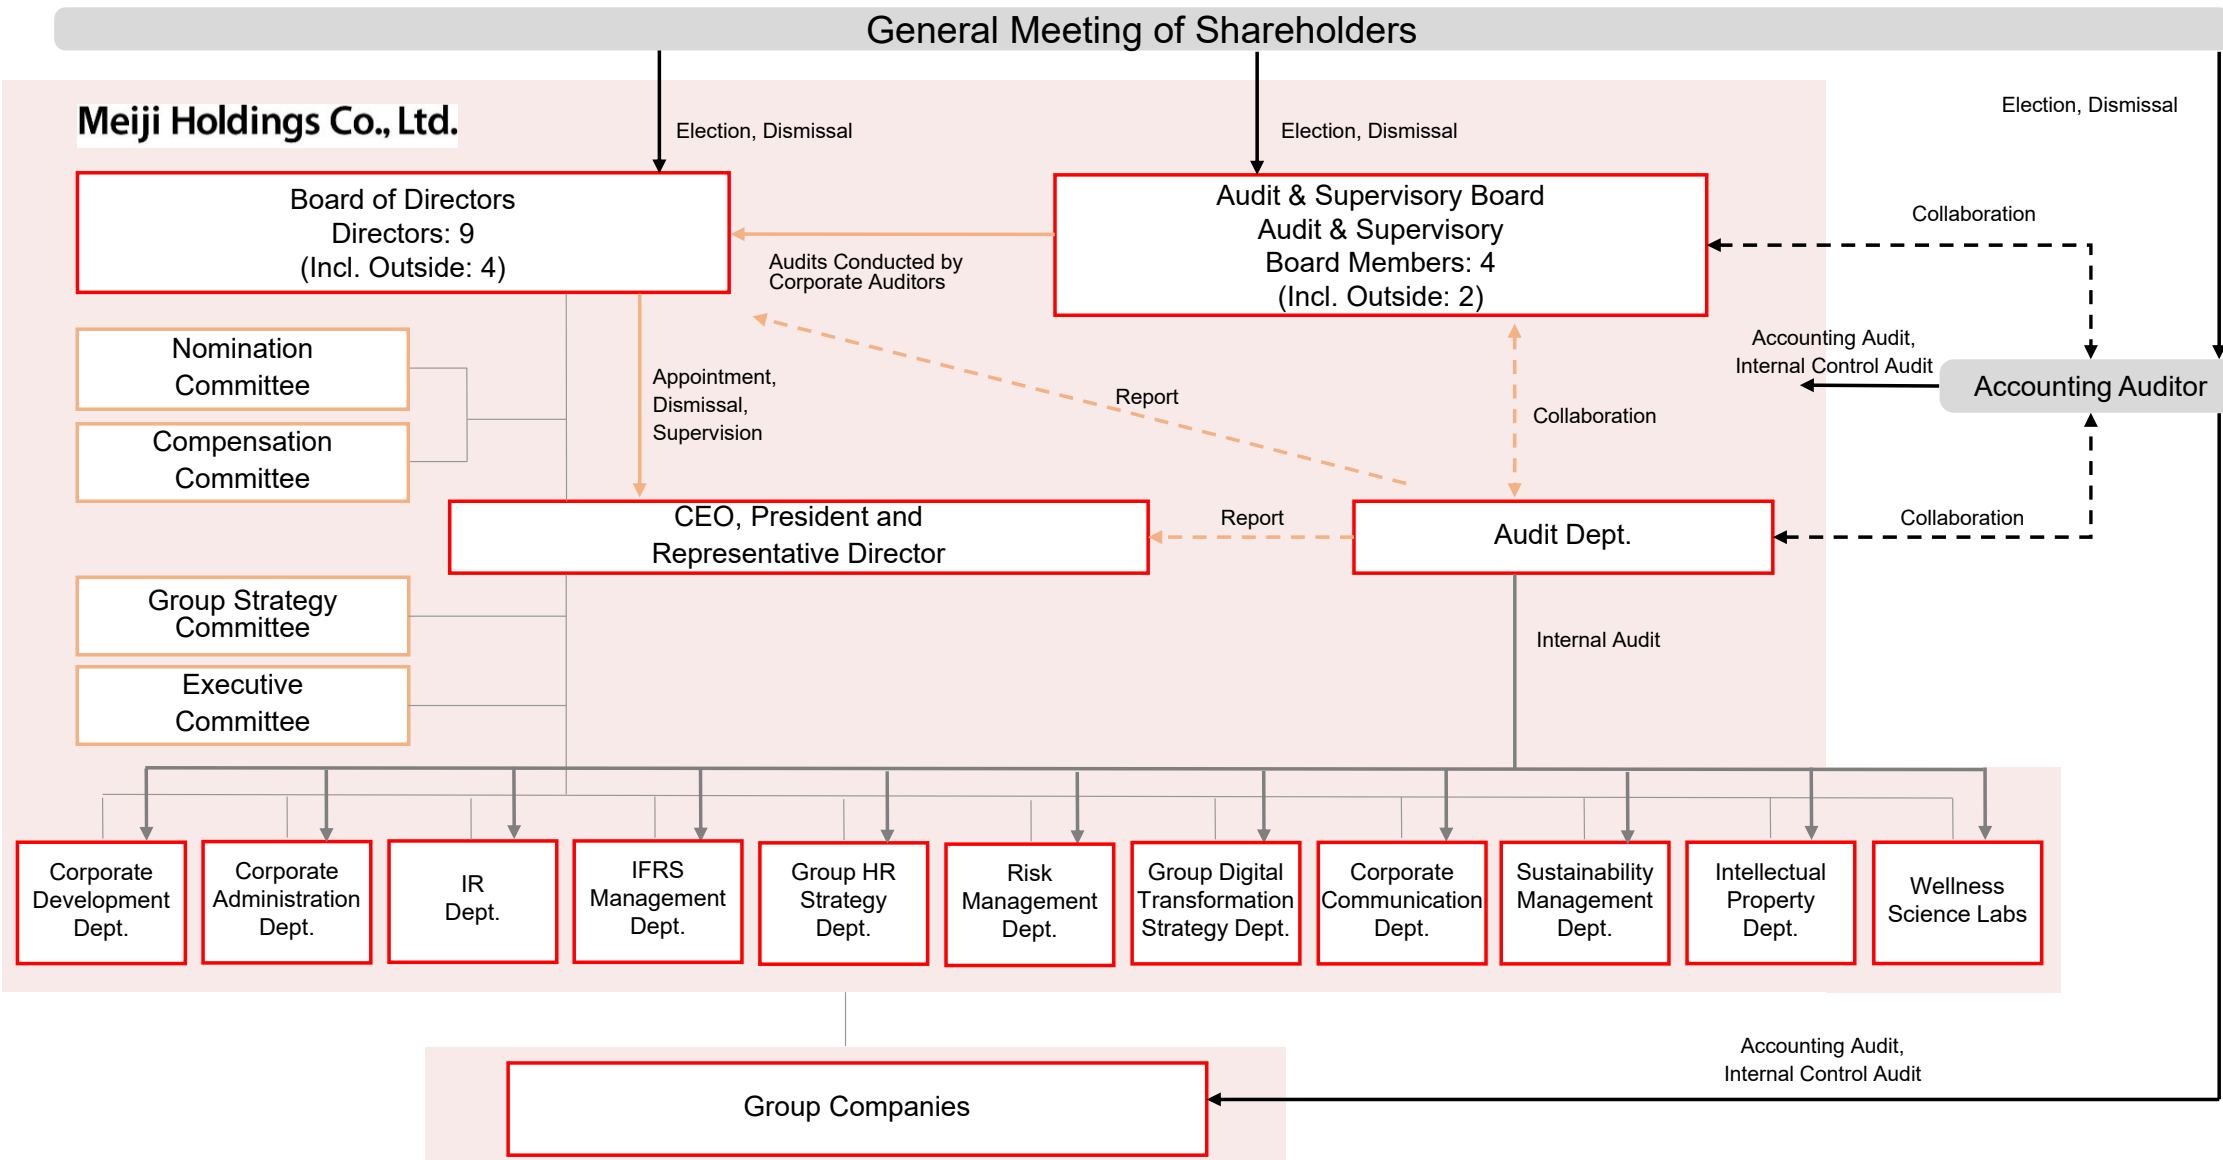 General Meeting of Shareholders
Meiji Holdings Co., Ltd.
Election, Dismissal
Election, Dismissal
Election, Dismissal
Board of Directors
Directors: 9
(Incl. Outside: 4)
Audit & Supervisory Board
Audit & Supervisory
Board Members: 4
(Incl. Outside: 2)
Audits Conducted by
Corporate Auditors
Collaboration
Nomination
Committee
Compensation
Committee
Appointment,
Dismissal,
Supervision
Report
Collaboration
Accounting Audit,
Internal Control Audit
Accounting Auditor
CEO, President and
Representative Director
Report
Audit Dept.
Collaboration
Group Strategy
Committee
Executive
Committee
Internal Audit
Corporate
Development
Dept.
Corporate
Administration
Dept.
IR
Dept.
IFRS
Management
Dept.
Group HR
Strategy
Dept.
Risk
Management
Dept.
Group Digital
Transformation
Strategy Dept.
Corporate
Communication
Dept.
Sustainability
Management
Dept.
Intellectual
Property
Dept.
Wellness
Science Labs
Accounting Audit,
Internal Control Audit
Group Companies